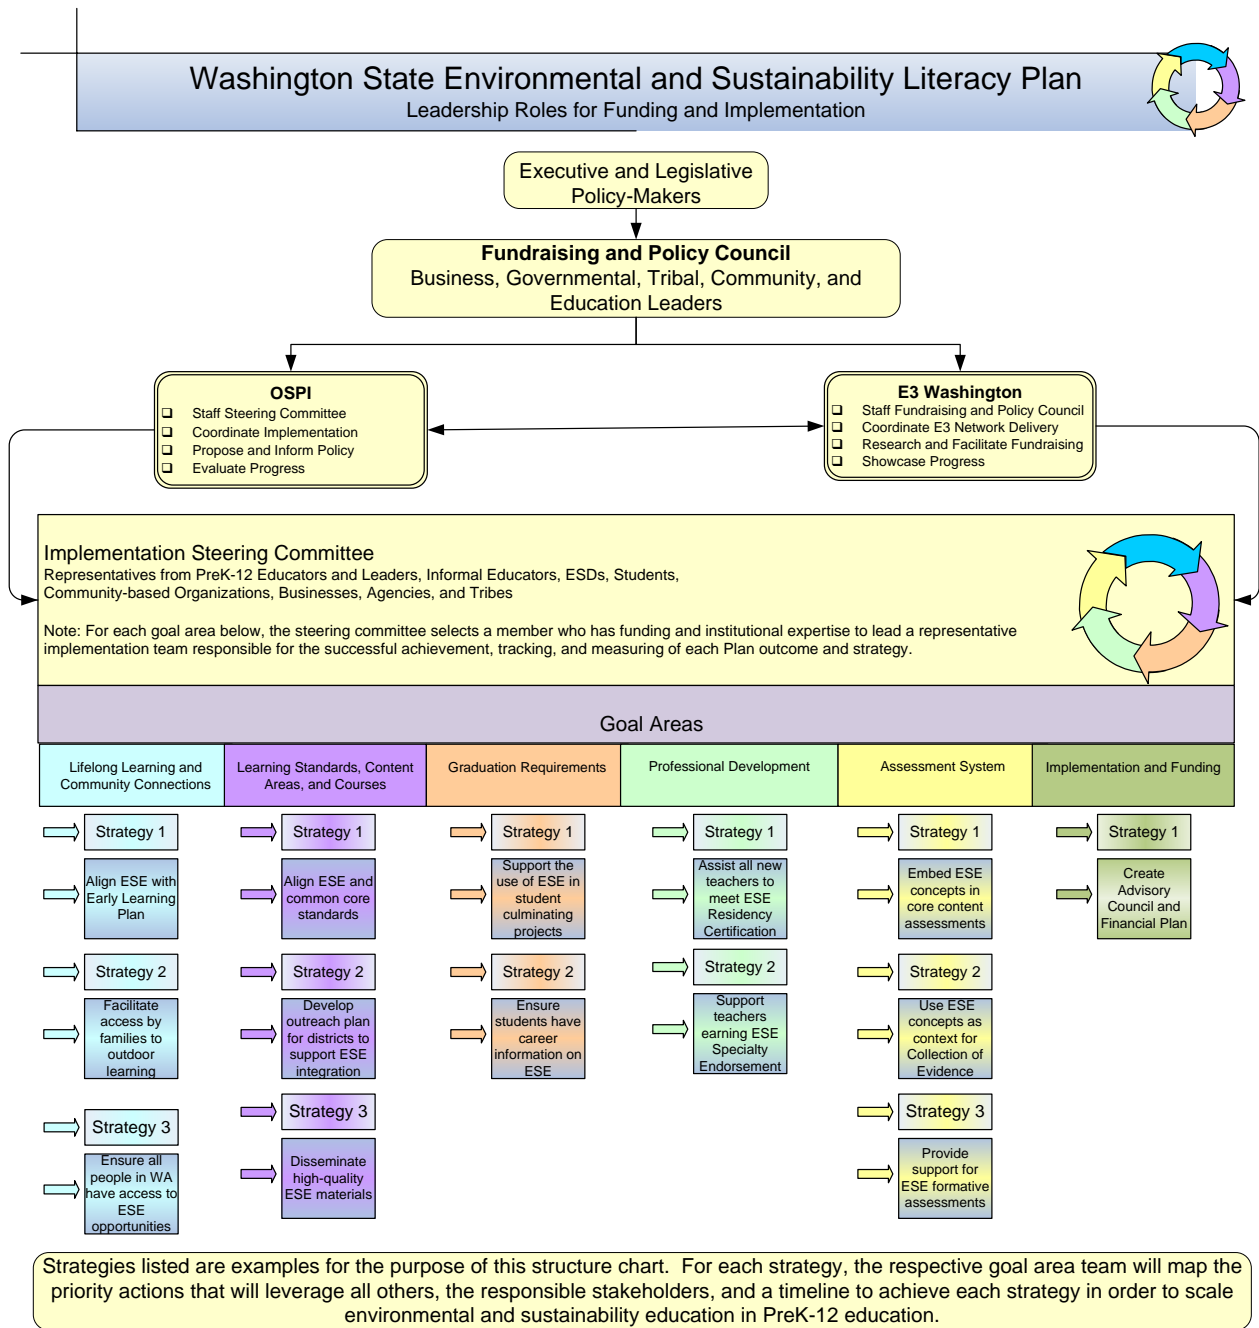 Washington State Environmental and Sustainability Literacy Plan
Leadership Roles for Funding and Implementation
Executive and Legislative
Policy-Makers
Fundraising and Policy Council
Business, Governmental, Tribal, Community, and
Education Leaders
OSPI
Staff Steering Committee
Coordinate Implementation
Propose and Inform Policy
Evaluate Progress
E3 Washington
Staff Fundraising and Policy Council
Coordinate E3 Network Delivery
Research and Facilitate Fundraising
Showcase Progress
Implementation Steering Committee
Representatives from PreK-12 Educators and Leaders, Informal Educators, ESDs, Students,
Community-based Organizations, Businesses, Agencies, and Tribes
Note: For each goal area below, the steering committee selects a member who has funding and institutional expertise to lead a representative
implementation team responsible for the successful achievement, tracking, and measuring of each Plan outcome and strategy.
Goal Areas
Lifelong Learning and
Community Connections
Learning Standards, Content
Areas, and Courses
Graduation Requirements
Professional Development
Assessment System
Implementation and Funding
Strategy 1
Align ESE with
Early Learning
Plan
Strategy 2
Facilitate
access by
families to
outdoor
learning
Strategy 3
Ensure all
people in WA
have access to
ESE
opportunities
Strategy 1
Align ESE and
common core
standards
Strategy 2
Develop
outreach plan
for districts to
support ESE
integration
Strategy 3
Disseminate
high-quality
ESE materials
Strategy 1
Support the
use of ESE in
student
culminating
projects
Strategy 2
Ensure
students have
career
information on
ESE
Strategy 1
Assist all new
teachers to
meet ESE
Residency
Certification
Strategy 2
Support
teachers
earning ESE
Specialty
Endorsement
Strategy 1
Embed ESE
concepts in
core content
assessments
Strategy 2
Use ESE
concepts as
context for
Collection of
Evidence
Strategy 3
Provide
support for
ESE formative
assessments
Strategy 1
Create
Advisory
Council and
Financial Plan
Strategies listed are examples for the purpose of this structure chart.  For each strategy, the respective goal area team will map the
priority actions that will leverage all others, the responsible stakeholders, and a timeline to achieve each strategy in order to scale
environmental and sustainability education in PreK-12 education.